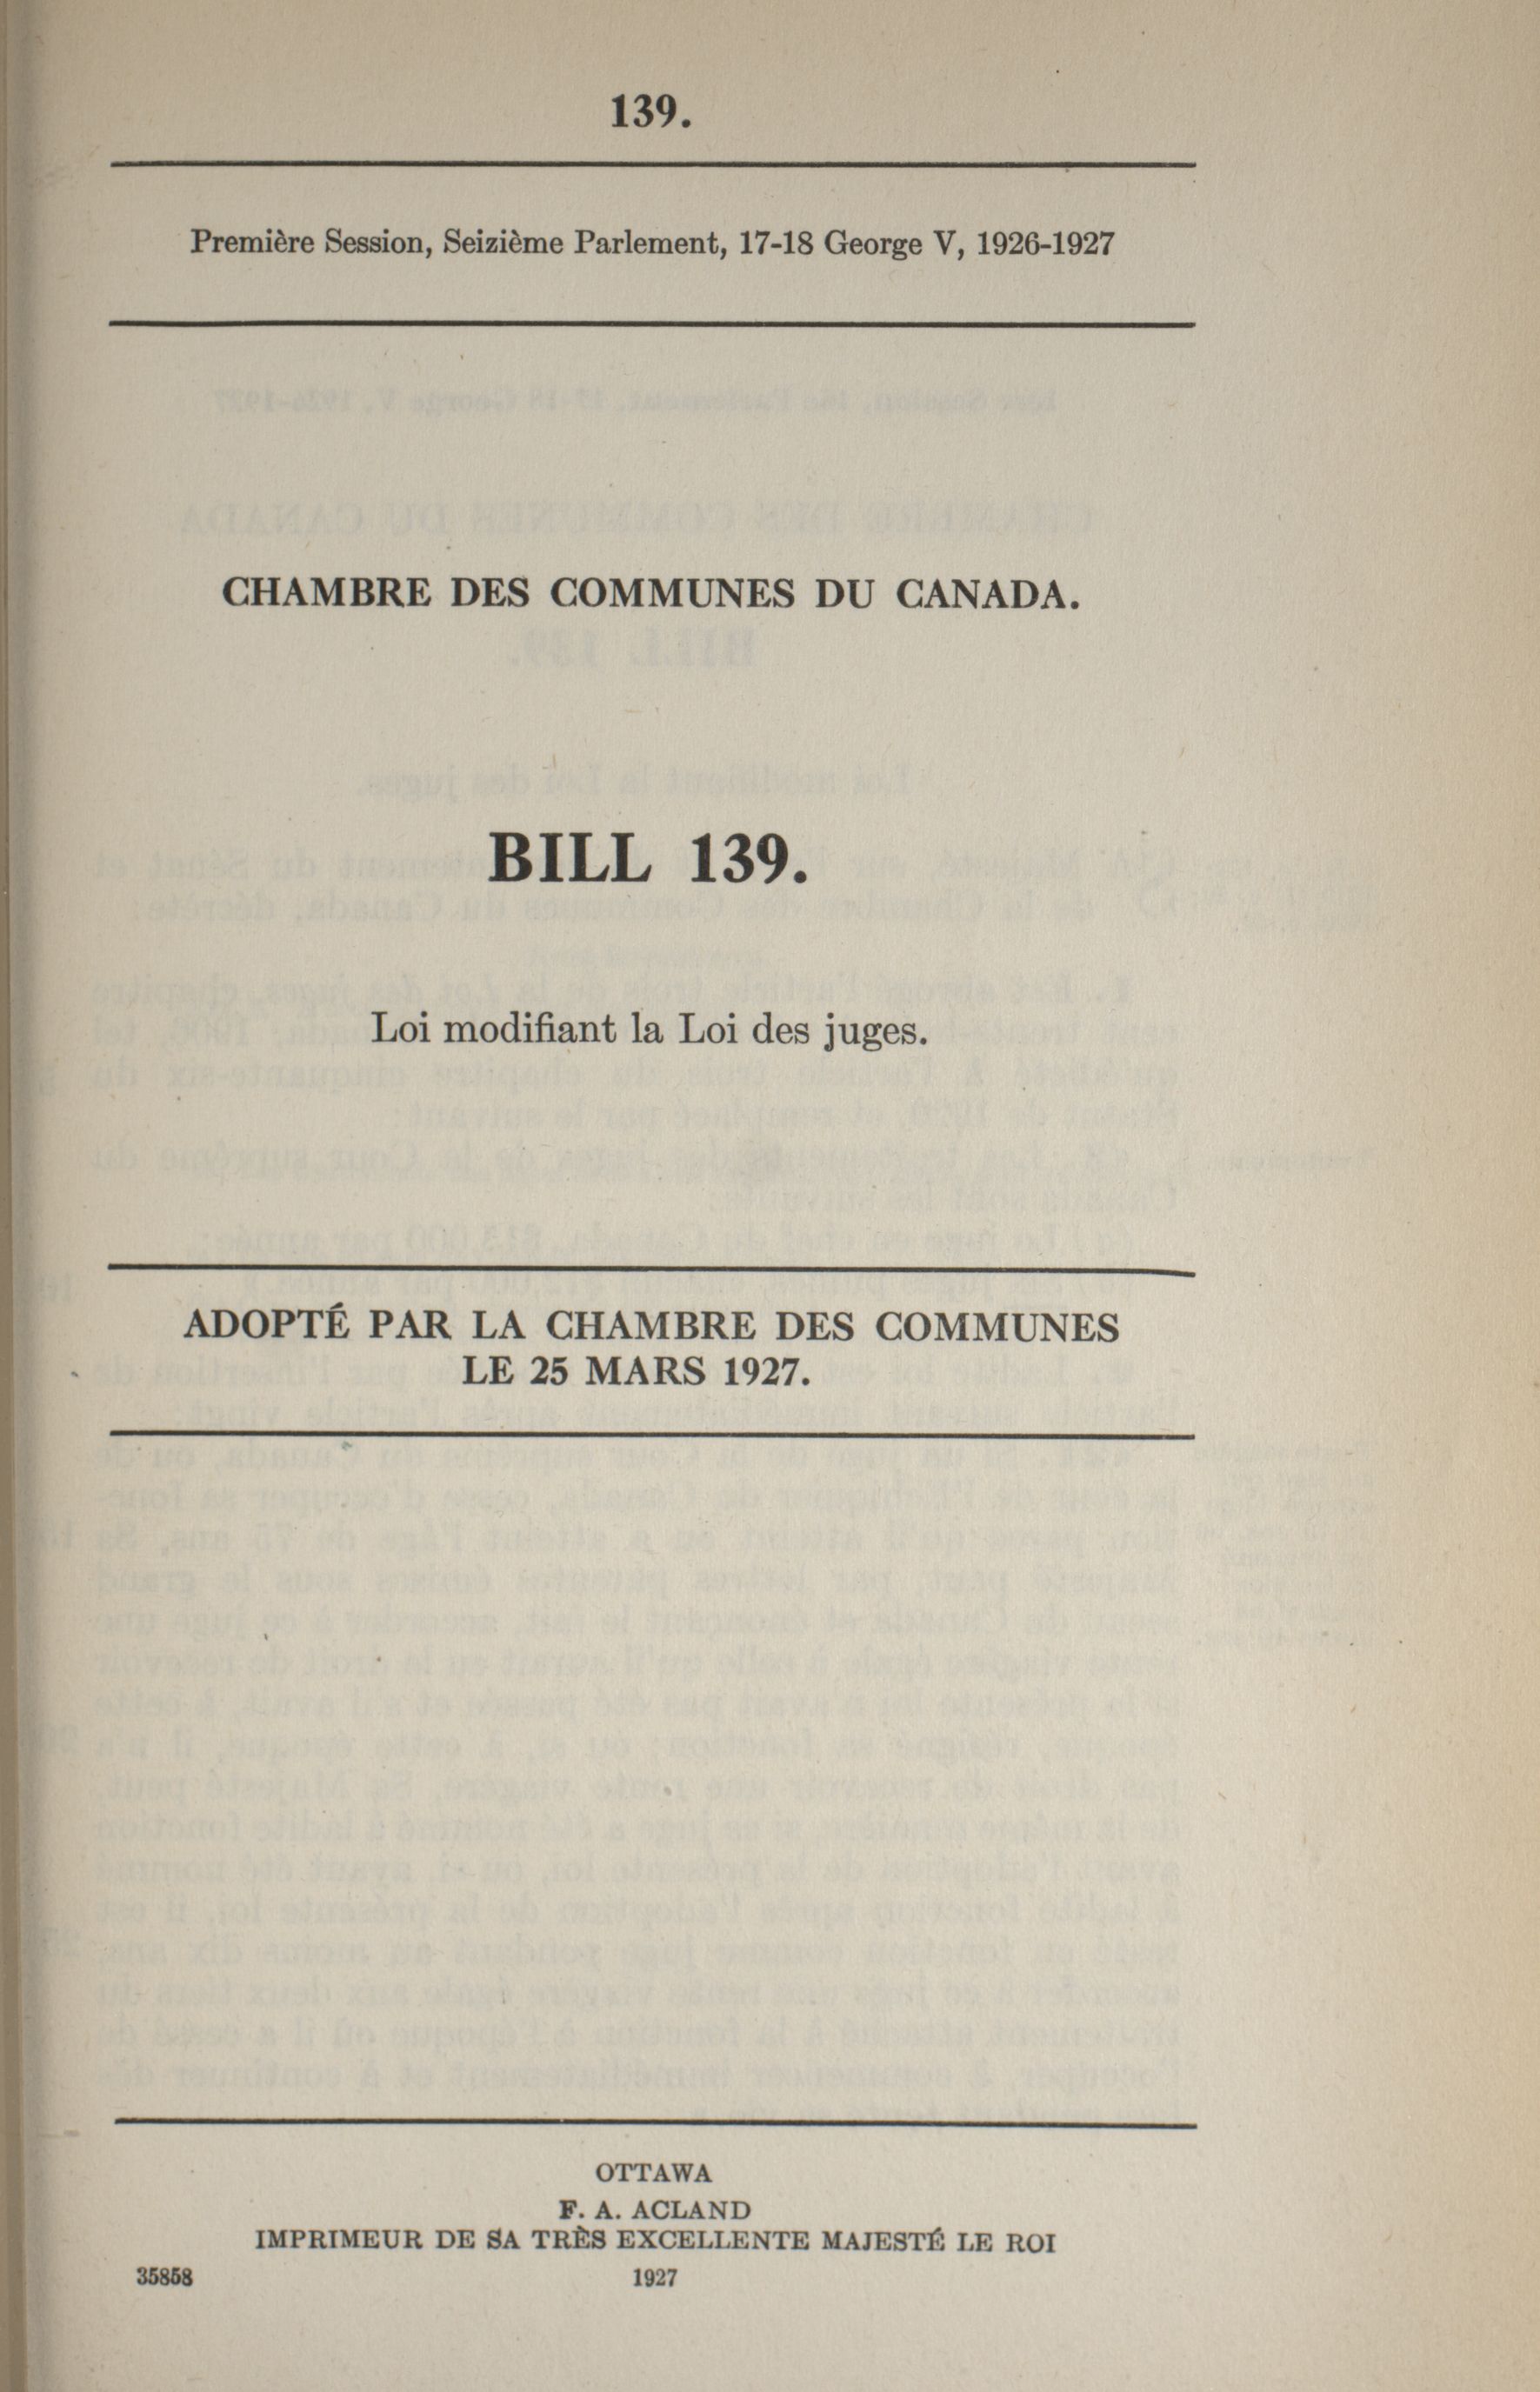 139.
Première Session, Seizième Parlement, 17-18 George V, 1926-1927
CHAMBRE DES COMMUNES DU CANADA.
BILL 139.
Loi modifiant la Loi des juges.
ADOPTÉ PAR LA CHAMBRE DES COMMUNES
LE 25 MARS 1927.
OTTAWA
F. A. ACLAND
IMPRIMEUR DE SA TRÈS EXCELLENTE MAJESTÉ LE ROI
35858 1927